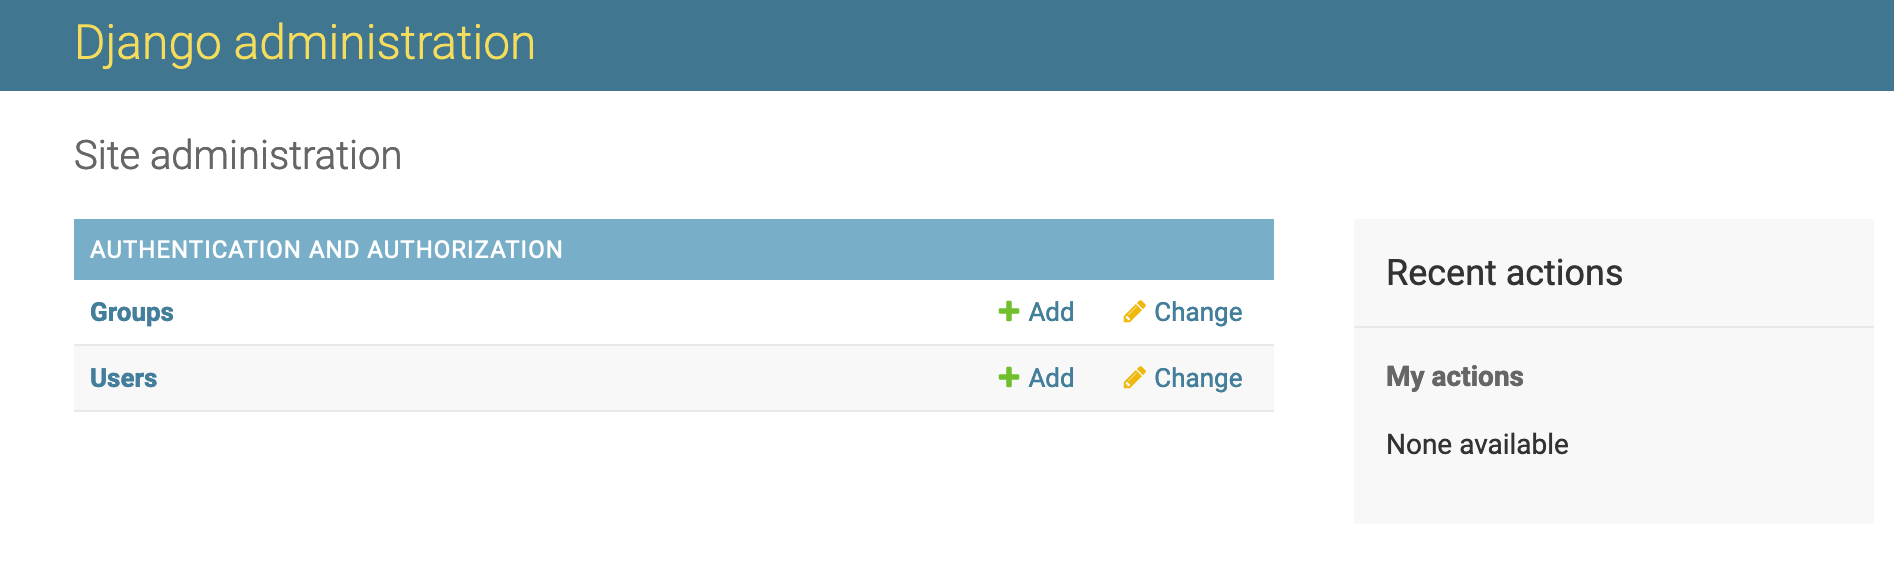 Django administration
Site administration
AUTHENTICATION AND AUTHORIZATION
Groups Add Change
Users Add Change
Recent actions
My actions
None available